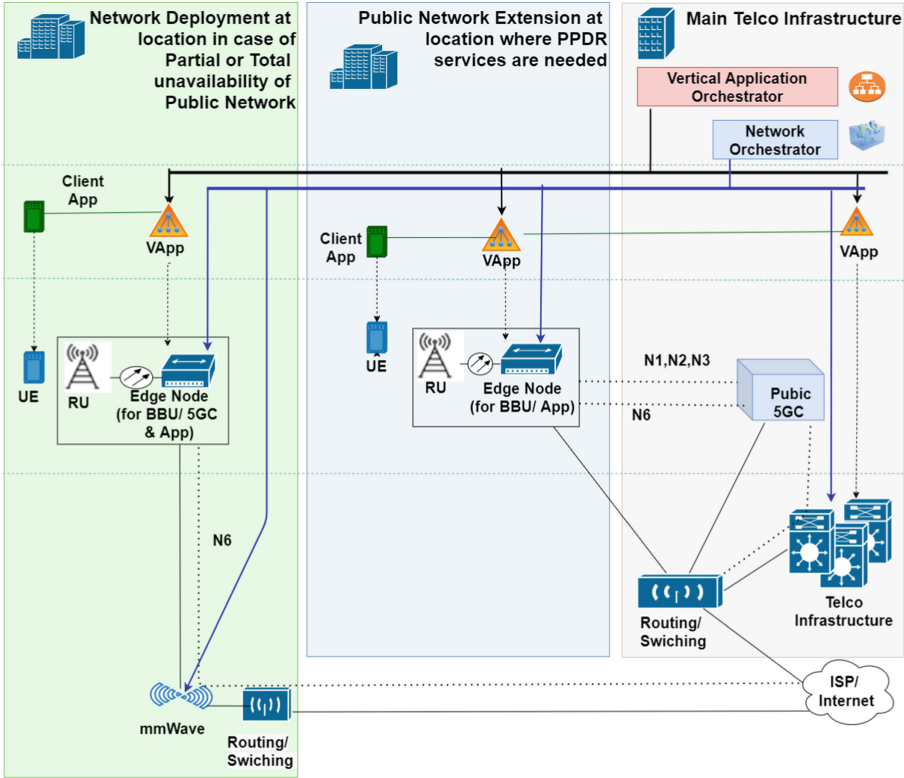 Network Deployment at
location in case of
Partial or Total
unavailability of
Public Network
Public Network Extension at
location where PPDR
services are needed
Main Telco Infrastructure
Vertical Application
Orchestrator
Network
Orchestrator
Client
App
VApp
Client
App
VApp
VApp
UE
RU
Edge Node
(for BBU/ 5GC
& App)
UE
RU
Edge Node
(for BBU/ App)
N1,N2,N3
N6
Pubic
5GC
N6
Routing/
Swiching
Telco
Infrastructure
mmWave
Routing/
Swiching
ISP/
Internet